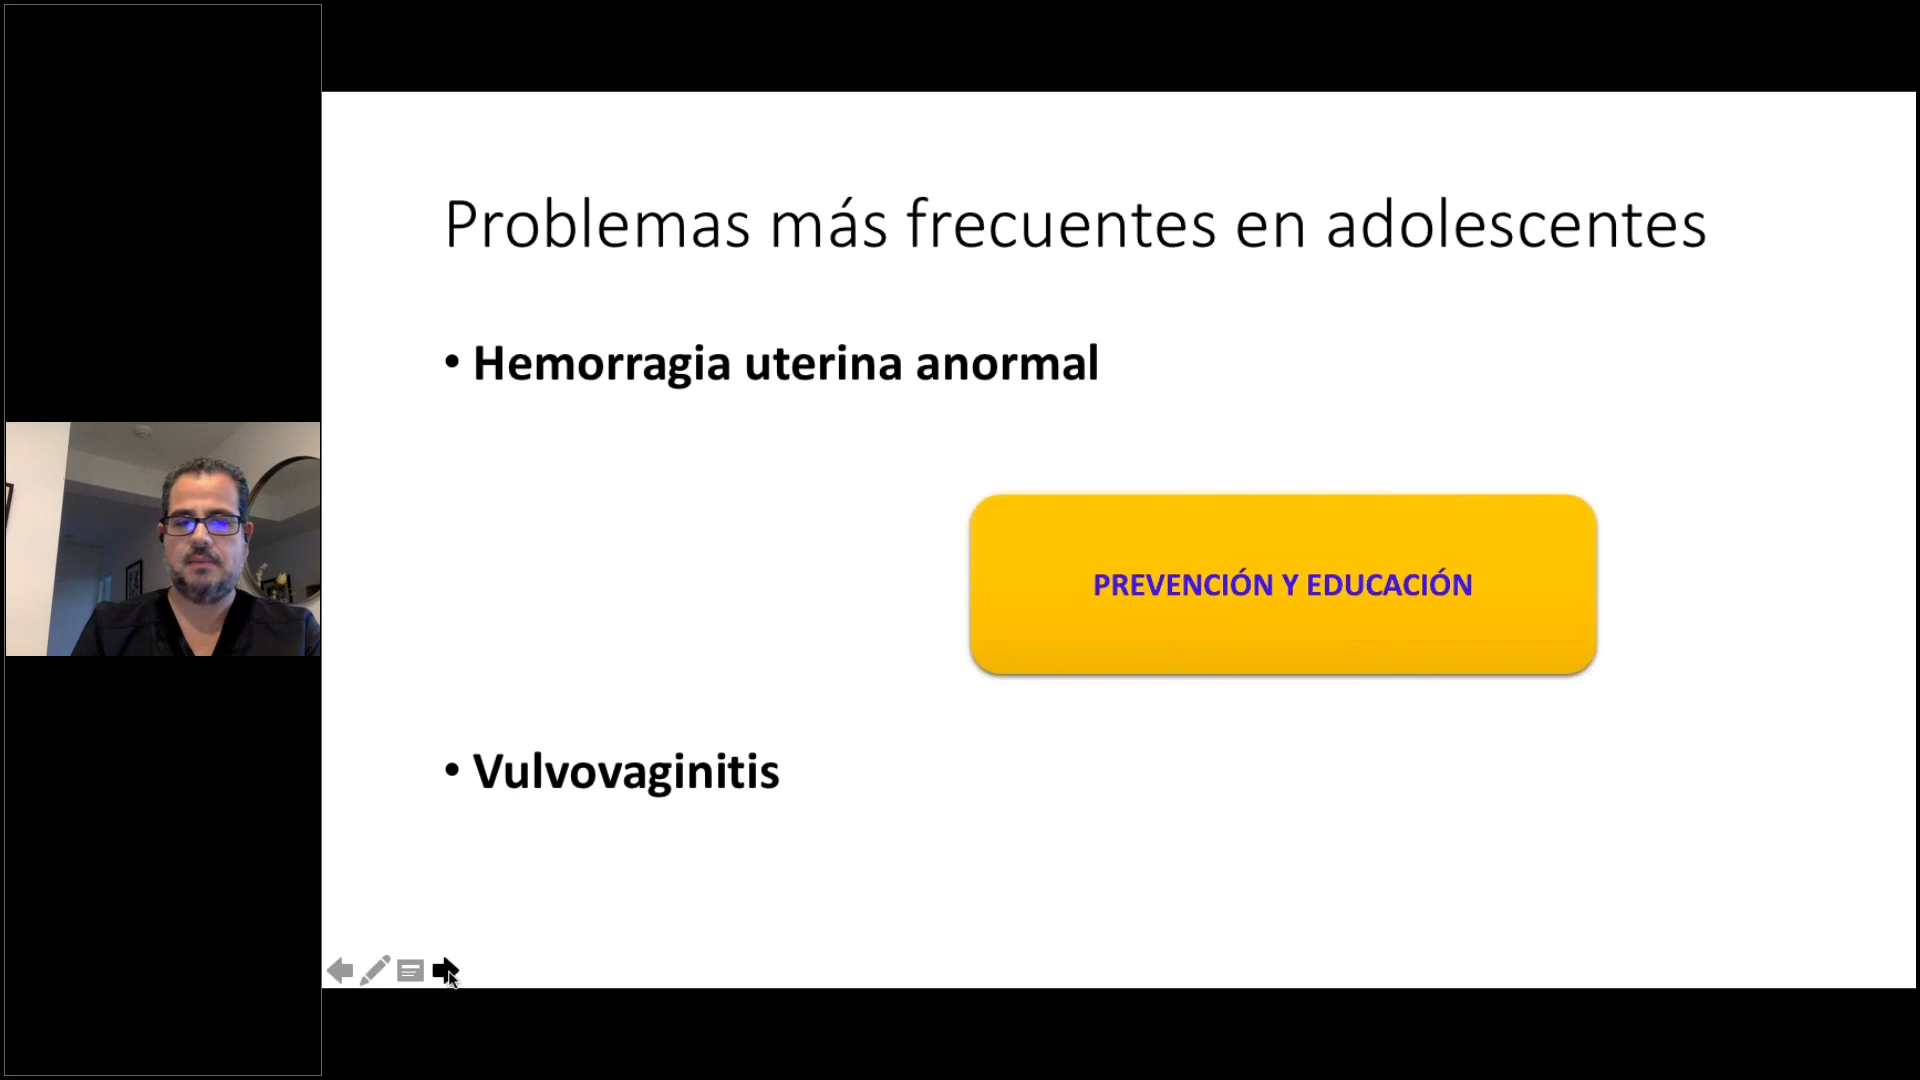 Problemas más frecuentes en adolescentes
• Hemorragia uterina anormal
PREVENCIÓN Y EDUCACIÓN
• Vulvovaginitis